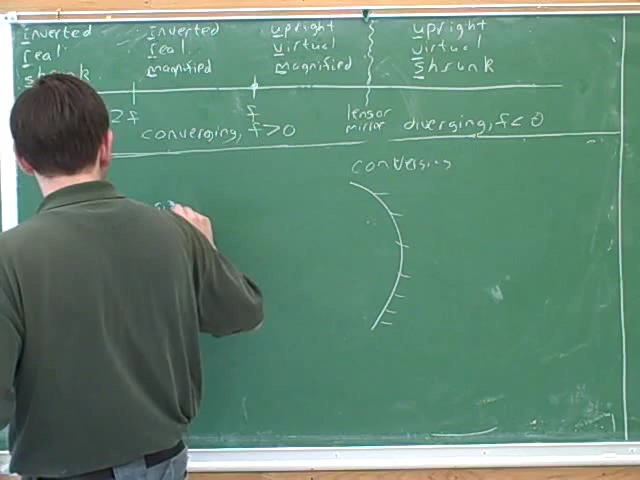 inverted inverted upright upright
real real virtual virtual
shrunk magnified magnified shrunk
2f f lens or mirror
converging, f>0 diverging, f<0
converging